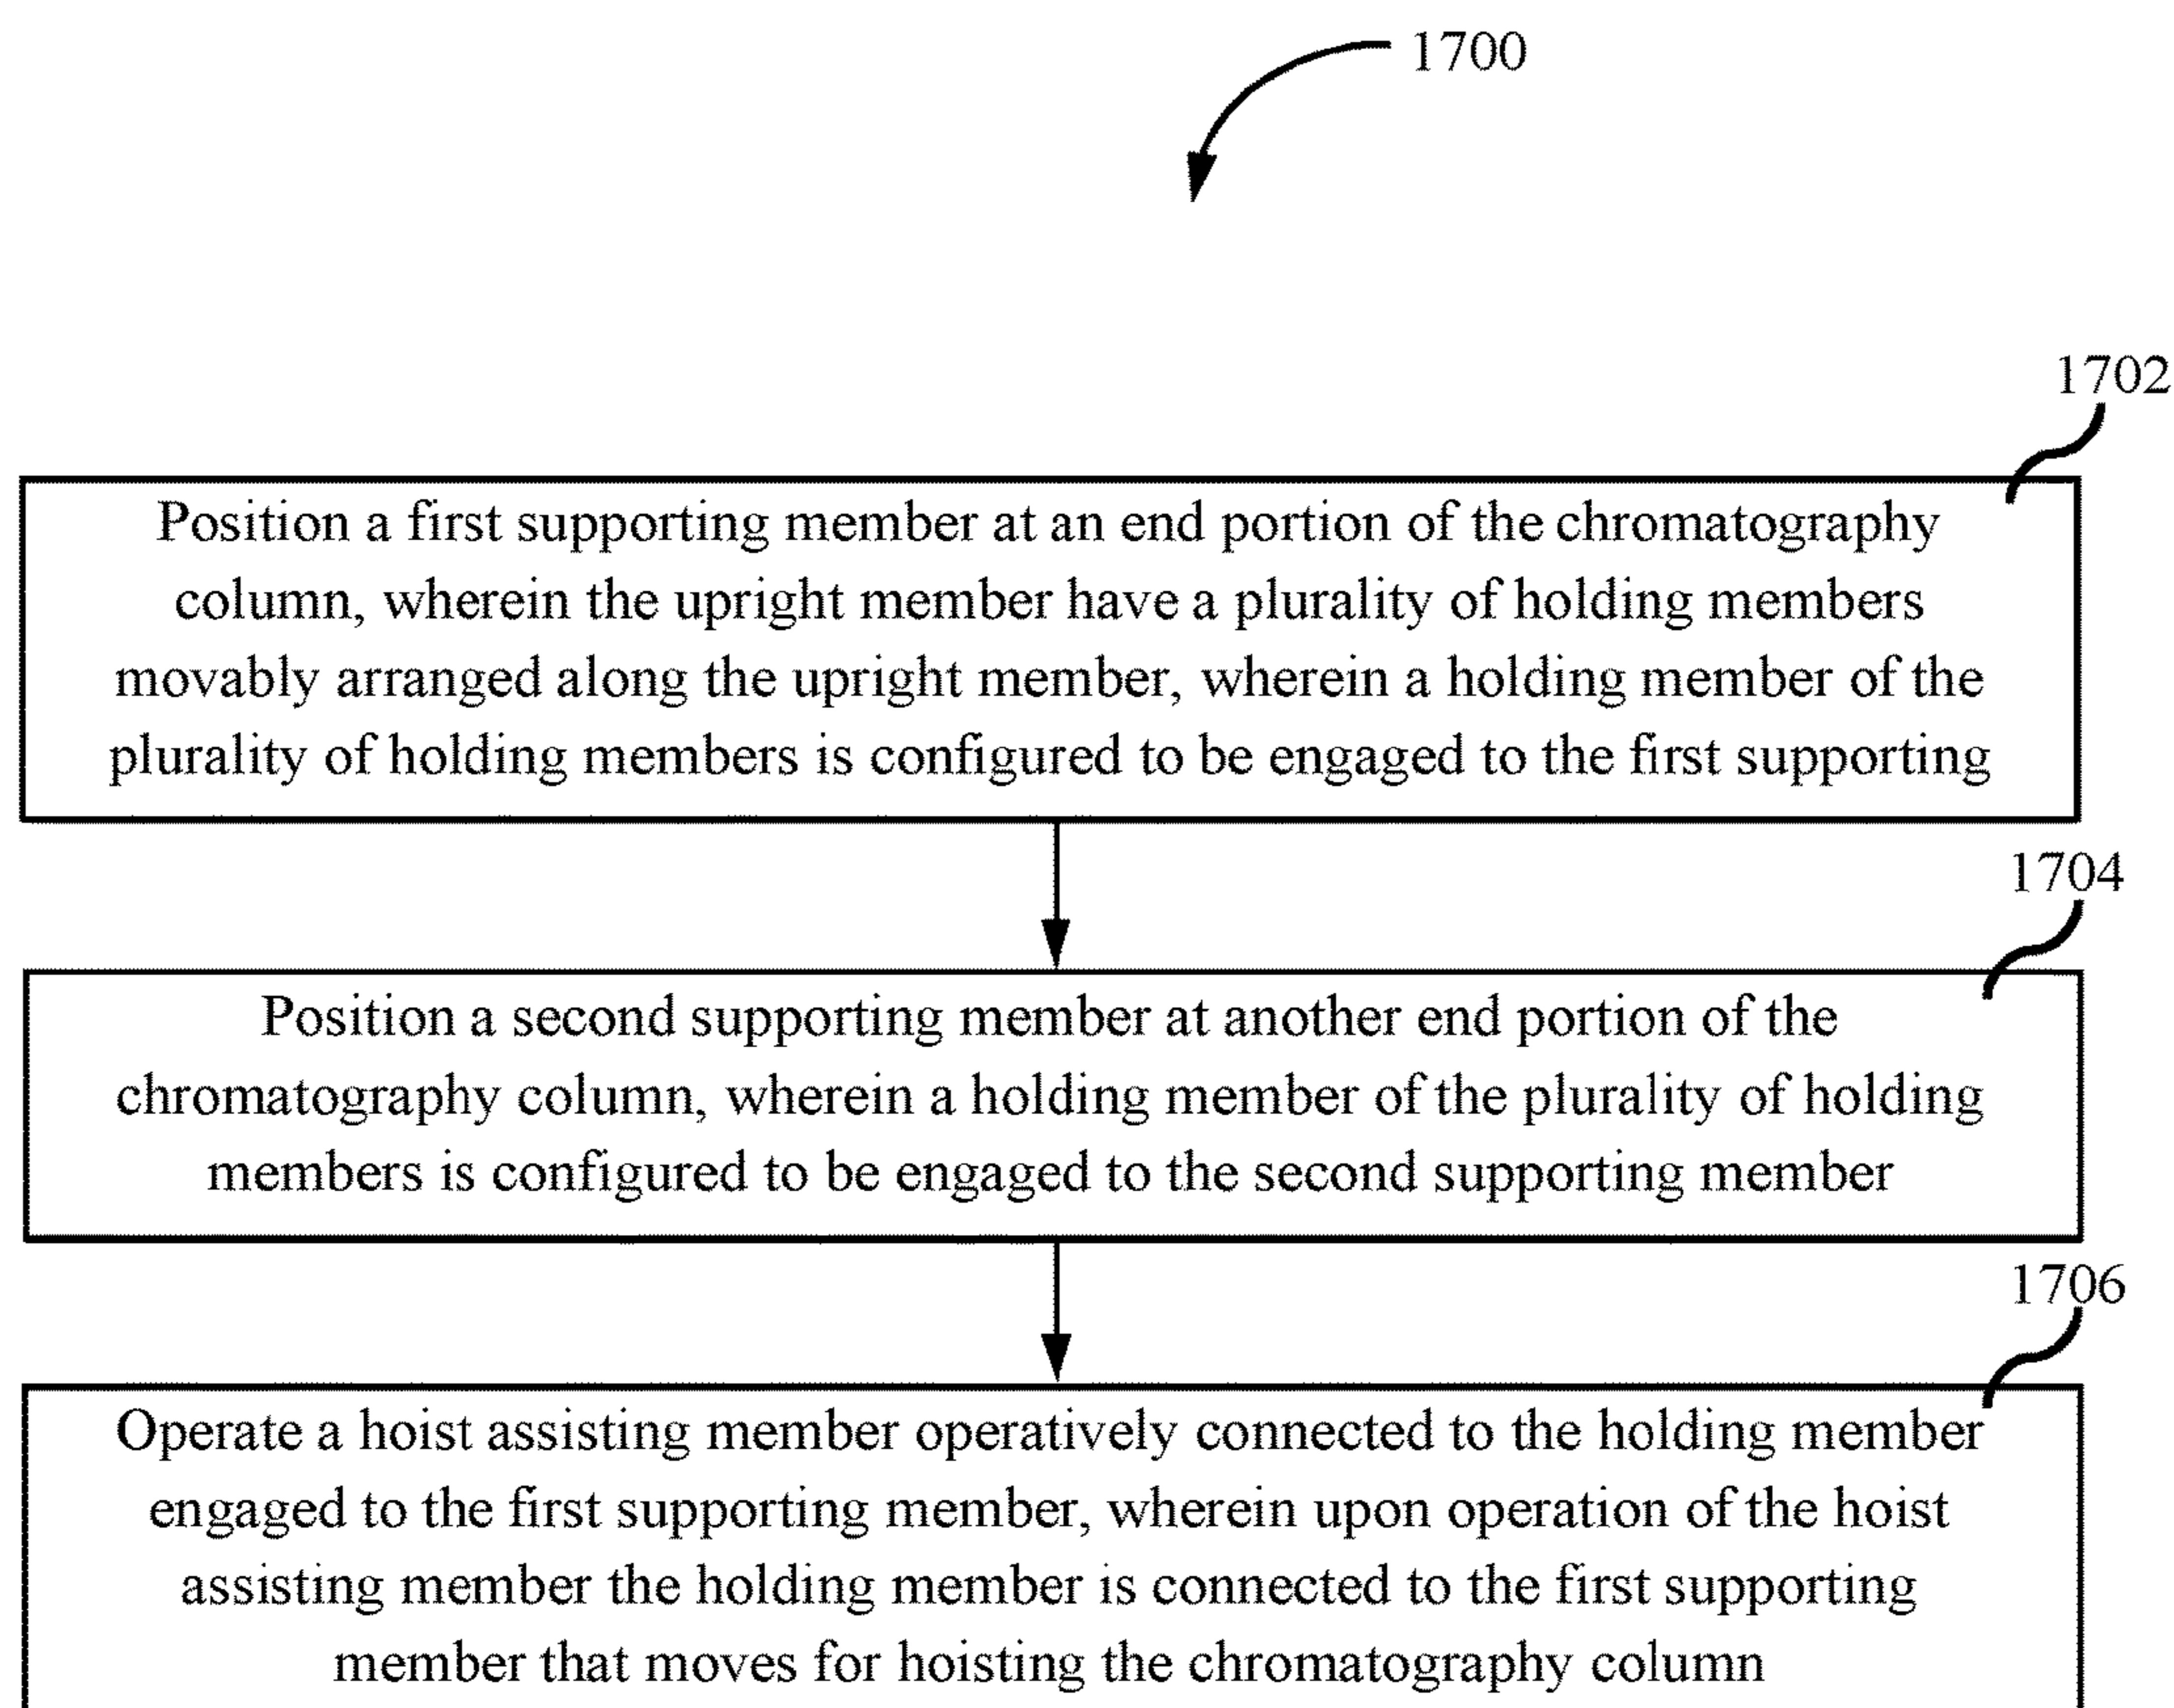 1700
1702
Position a first supporting member at an end portion of the chromatography
column, wherein the upright member have a plurality of holding members
movably arranged along the upright member, wherein a holding member of the
plurality of holding members is configured to be engaged to the first supporting
1704
Position a second supporting member at another end portion of the
chromatography column, wherein a holding member of the plurality of holding
members is configured to be engaged to the second supporting member
1706
Operate a hoist assisting member operatively connected to the holding member
engaged to the first supporting member, wherein upon operation of the hoist
assisting member the holding member is connected to the first supporting
member that moves for hoisting the chromatography column